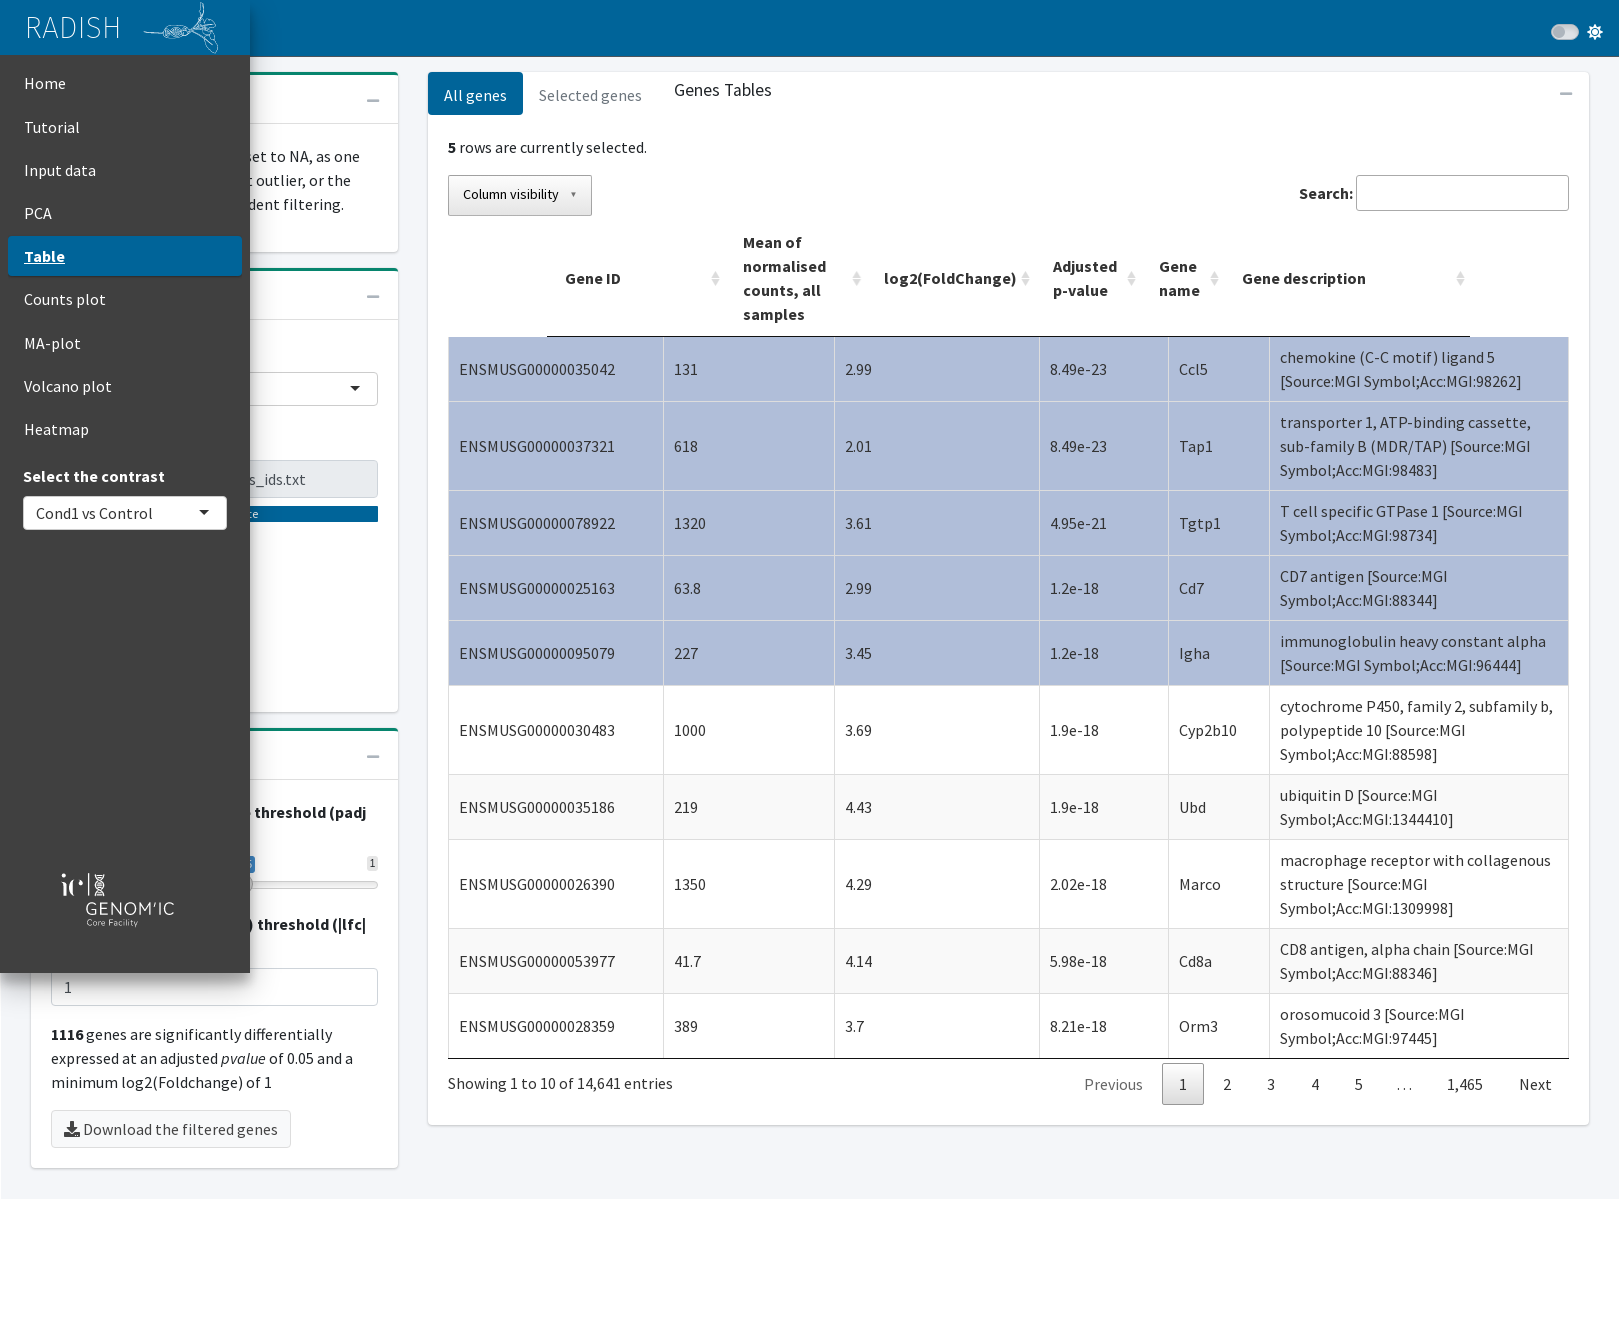 RADISH
Home
Tutorial
Input data
PCA
Table
Counts plot
MA-plot
Volcano plot
Heatmap
Select the contrast
Cond1 vs Control
GENOM'IC
Core Facility
set to NA, as one
outlier, or the
filtering.
s_ids.txt
threshold (padj
1
threshold (|lfc|
1
1116 genes are significantly differentially
expressed at an adjusted pvalue of 0.05 and a
minimum log2(Foldchange) of 1
Download the filtered genes
All genes
Selected genes
Genes Tables
5 rows are currently selected.
Column visibility
Search:
Gene ID
Mean of
normalised
counts, all
samples
log2(FoldChange)
Adjusted
p-value
Gene
name
Gene description
ENSMUSG00000035042 131 2.99 8.49e-23 Ccl5 chemokine (C-C motif) ligand 5
[Source:MGI Symbol;Acc:MGI:98262]
ENSMUSG00000037321 618 2.01 8.49e-23 Tap1 transporter 1, ATP-binding cassette,
sub-family B (MDR/TAP) [Source:MGI
Symbol;Acc:MGI:98483]
ENSMUSG00000078922 1320 3.61 4.95e-21 Tgtp1 T cell specific GTPase 1 [Source:MGI
Symbol;Acc:MGI:98734]
ENSMUSG00000025163 63.8 2.99 1.2e-18 Cd7 CD7 antigen [Source:MGI
Symbol;Acc:MGI:88344]
ENSMUSG00000095079 227 3.45 1.2e-18 Igha immunoglobulin heavy constant alpha
[Source:MGI Symbol;Acc:MGI:96444]
ENSMUSG00000030483 1000 3.69 1.9e-18 Cyp2b10 cytochrome P450, family 2, subfamily b,
polypeptide 10 [Source:MGI
Symbol;Acc:MGI:88598]
ENSMUSG00000035186 219 4.43 1.9e-18 Ubd ubiquitin D [Source:MGI
Symbol;Acc:MGI:1344410]
ENSMUSG00000026390 1350 4.29 2.02e-18 Marco macrophage receptor with collagenous
structure [Source:MGI
Symbol;Acc:MGI:1309998]
ENSMUSG00000053977 41.7 4.14 5.98e-18 Cd8a CD8 antigen, alpha chain [Source:MGI
Symbol;Acc:MGI:88346]
ENSMUSG00000028359 389 3.7 8.21e-18 Orm3 orosomucoid 3 [Source:MGI
Symbol;Acc:MGI:97445]
Showing 1 to 10 of 14,641 entries
Previous 1 2 3 4 5 ... 1,465 Next